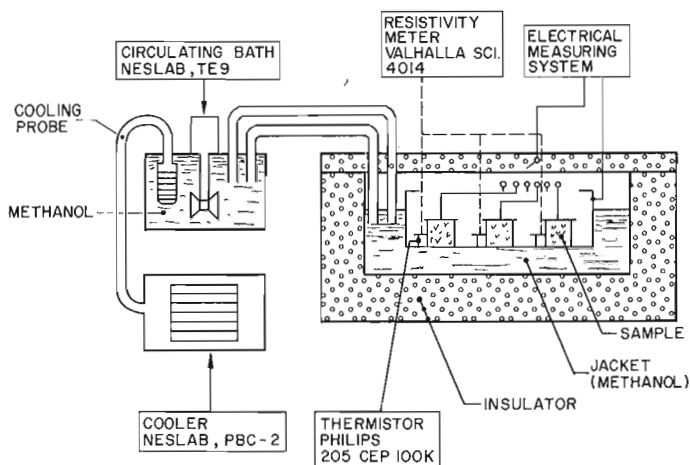 CIRCULATING BATH
NESLAB, TE9
RESISTIVITY
METER
VALHALLA SCI.
4014
ELECTRICAL
MEASURING
SYSTEM
COOLING
PROBE
METHANOL
SAMPLE
JACKET
(METHANOL)
INSULATOR
COOLER
NESLAB, PBC-2
THERMISTOR
PHILIPS
205 CEP 100K